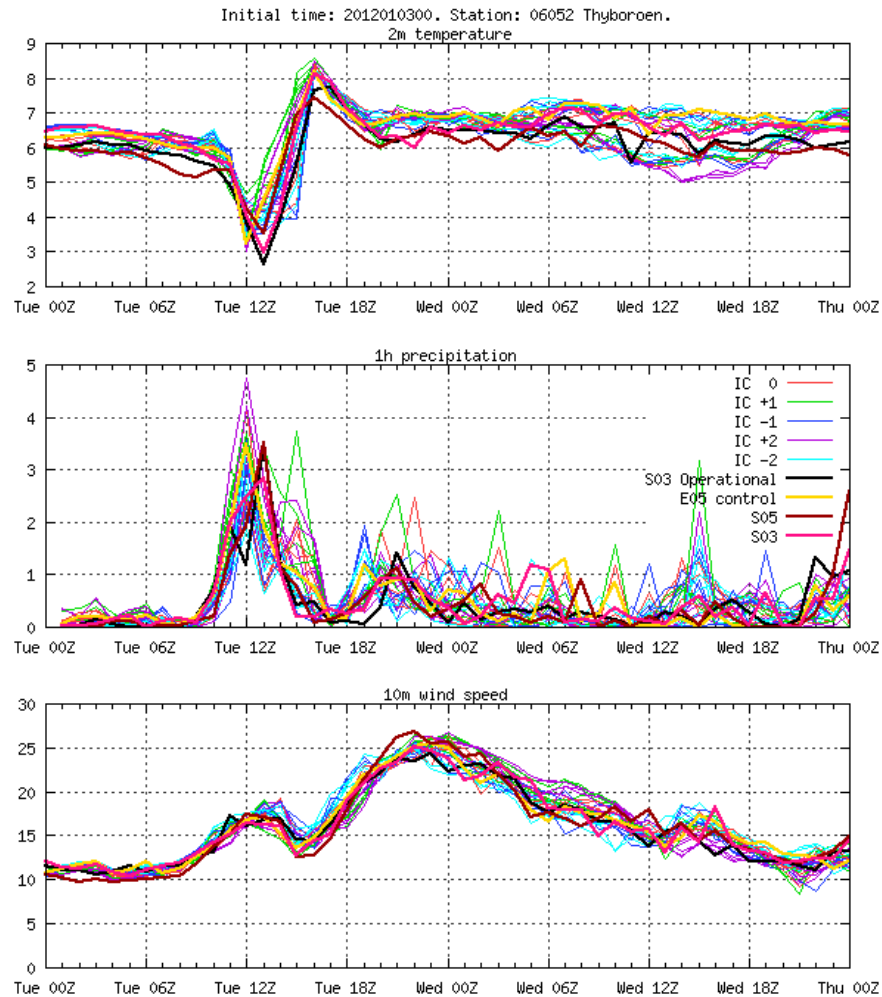 Initial time: 2012010300. Station: 06052 Thyboroen.
2m temperature
9
8
7
6
5
4
3
2
Tue 00Z Tue 06Z Tue 12Z Tue 18Z Wed 00Z Wed 06Z Wed 12Z Wed 18Z Thu 00Z
1h precipitation
5
4
3
2
1
0
IC 0
IC +1
IC -1
IC +2
IC -2
S03 Operational
E05 control
S05
S03
Tue 00Z Tue 06Z Tue 12Z Tue 18Z Wed 00Z Wed 06Z Wed 12Z Wed 18Z Thu 00Z
10m wind speed
30
25
20
15
10
5
0
Tue 00Z Tue 06Z Tue 12Z Tue 18Z Wed 00Z Wed 06Z Wed 12Z Wed 18Z Thu 00Z